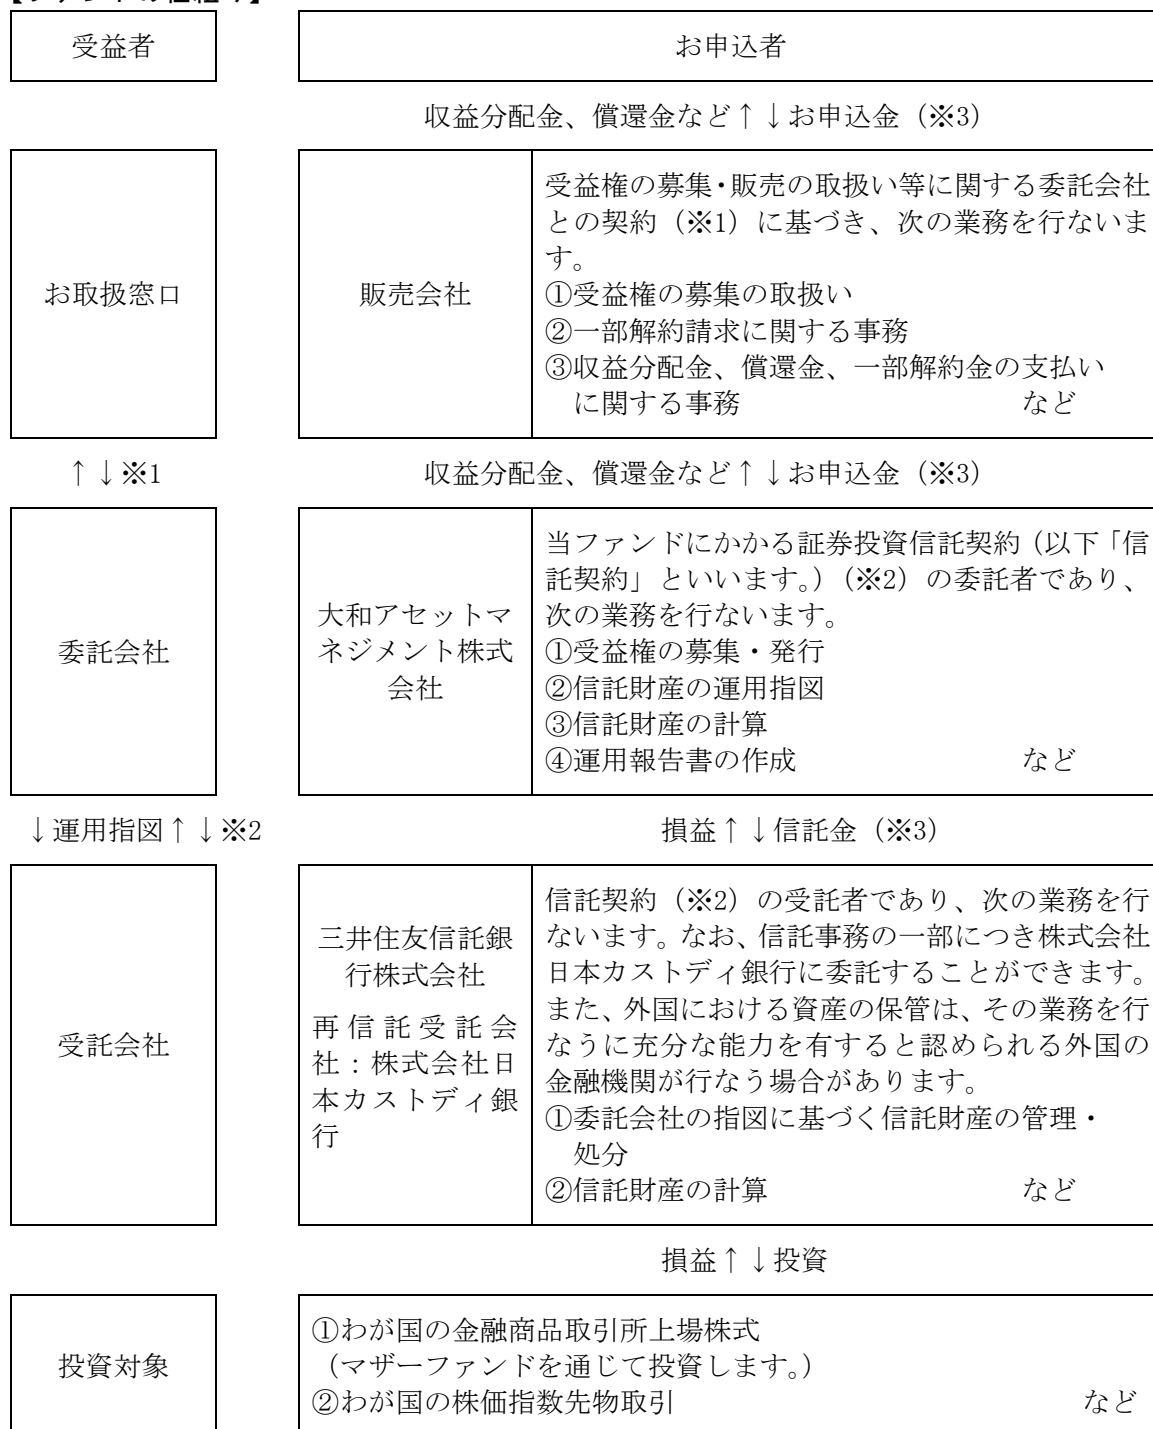 受益者
お申込者
収益分配金、償還金など↑↓お申込金（※3）
お取扱窓口
販売会社
受益権の募集・販売の取扱い等に関する委託会社
との契約（※1）に基づき、次の業務を行ないま
す。
①受益権の募集の取扱い
②一部解約請求に関する事務
③収益分配金、償還金、一部解約金の支払い
に関する事務　など
↑↓※1
収益分配金、償還金など↑↓お申込金（※3）
委託会社
大和アセットマ
ネジメント株式
会社
当ファンドにかかる証券投資信託契約（以下「信
託契約」といいます。）（※2）の委託者であり、
次の業務を行ないます。
①受益権の募集・発行
②信託財産の運用指図
③信託財産の計算
④運用報告書の作成　など
↓運用指図↑↓※2
損益↑↓信託金（※3）
受託会社
三井住友信託銀
行株式会社
再信託受託会
社：株式会社日
本カストディ銀
行
信託契約（※2）の受託者であり、次の業務を行
ないます。なお、信託事務の一部につき株式会社
日本カストディ銀行に委託することができます。
また、外国における資産の保管は、その業務を行
なうに充分な能力を有すると認められる外国の
金融機関が行なう場合があります。
①委託会社の指図に基づく信託財産の管理・
処分
②信託財産の計算　など
損益↑↓投資
投資対象
①わが国の金融商品取引所上場株式
（マザーファンドを通じて投資します。）
②わが国の株価指数先物取引　など